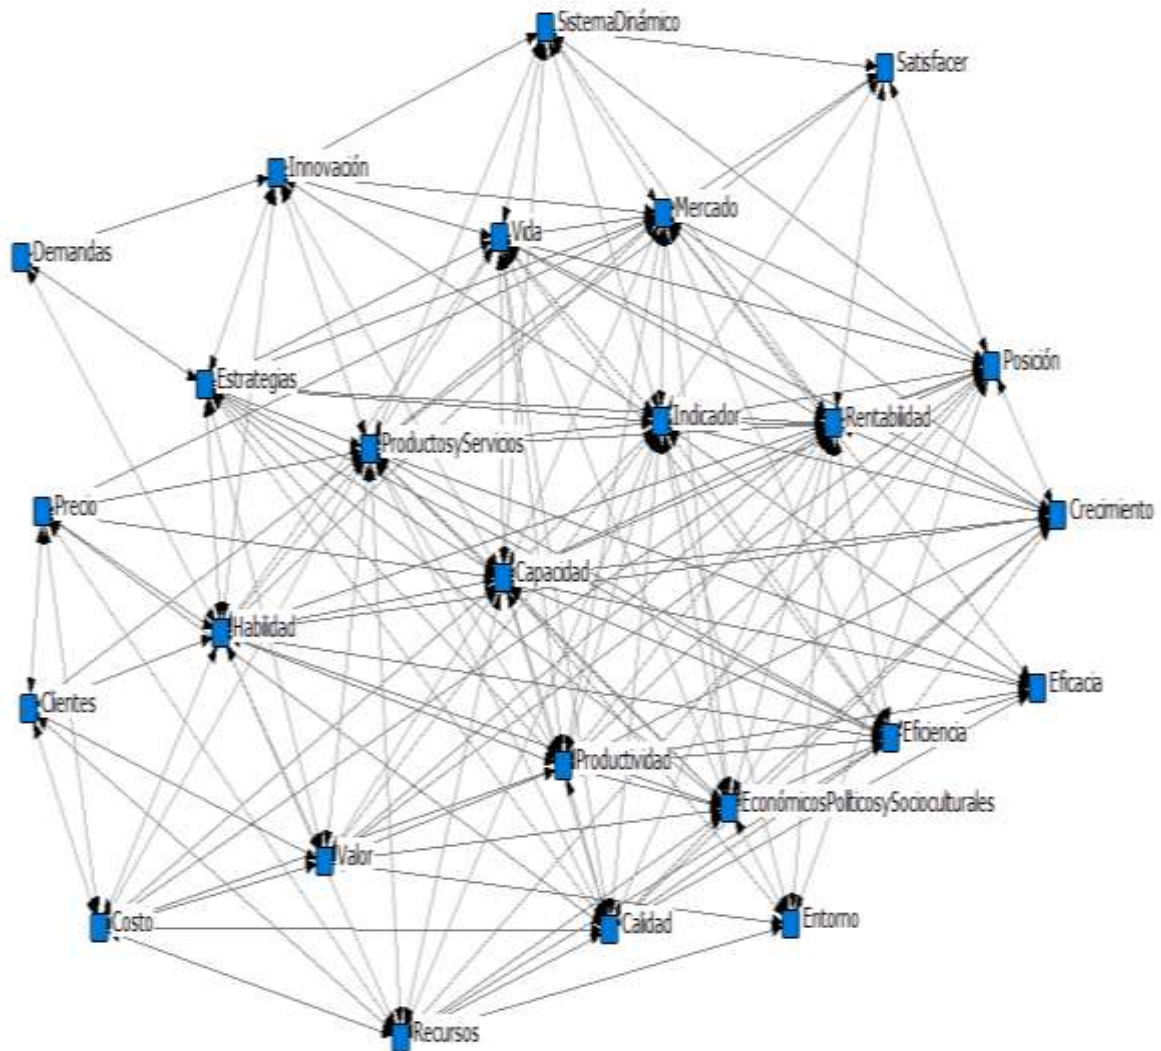 SistemaDinámico
Satisfacer
Innovación
Mercado
Vida
Demandas
Posición
Estrategias
Indicador
Rentabilidad
ProductosyServicios
Precio
Crecimiento
Capacidad
Habilidad
Eficacia
Clientes
Eficiencia
Productividad
EconómicosPolíticosySocioculturales
Valor
Costo
Calidad
Entorno
Recursos